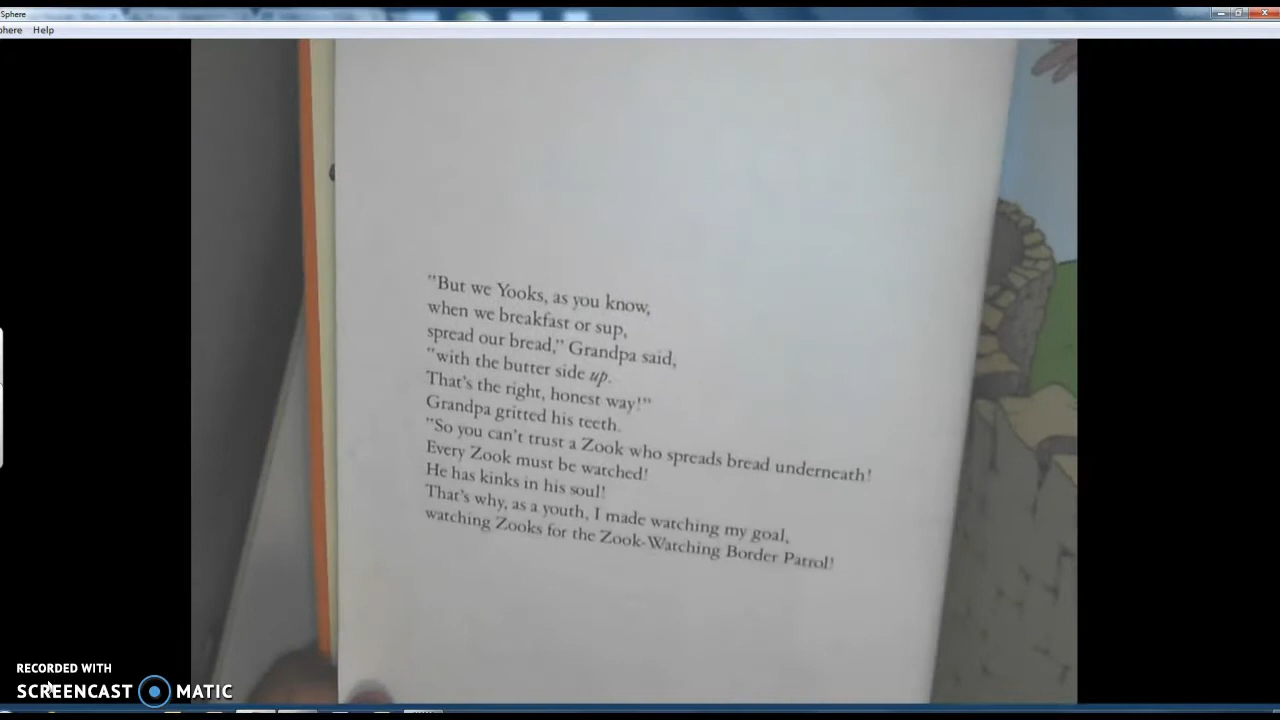 Sphere
phere Help
"But we Yooks, as you know,
when we breakfast or sup,
spread our bread," Grandpa said,
"with the butter side up.
That's the right, honest way!"
Grandpa gritted his teeth.
"So you can't trust a Zook who spreads bread underneath!
Every Zook must be watched!
He has kinks in his soul!
That's why, as a youth, I made watching my goal,
watching Zooks for the Zook-Watching Border Patrol!
RECORDED WITH
SCREENCAST MATIC